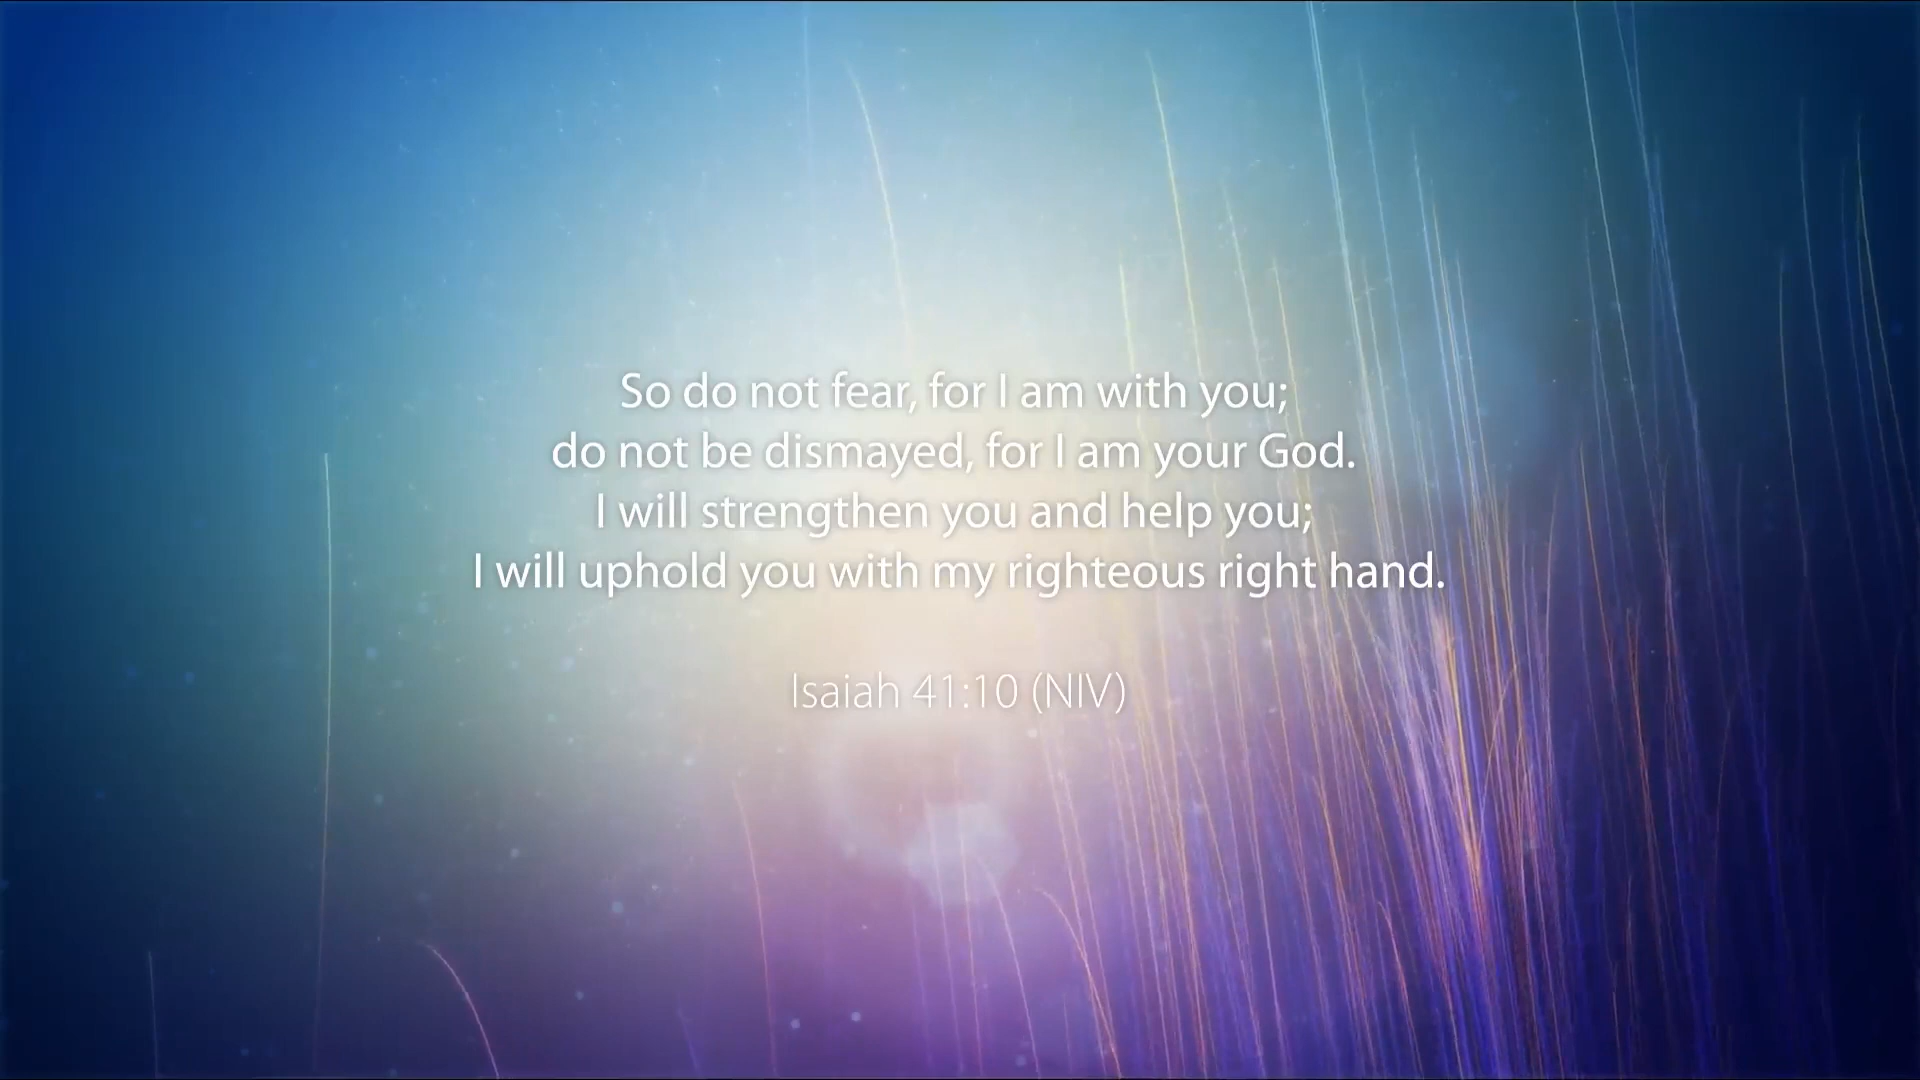 So do not fear, for I am with you;
do not be dismayed, for I am your God.
I will strengthen you and help you;
I will uphold you with my righteous right hand.
Isaiah 41:10 (NIV)